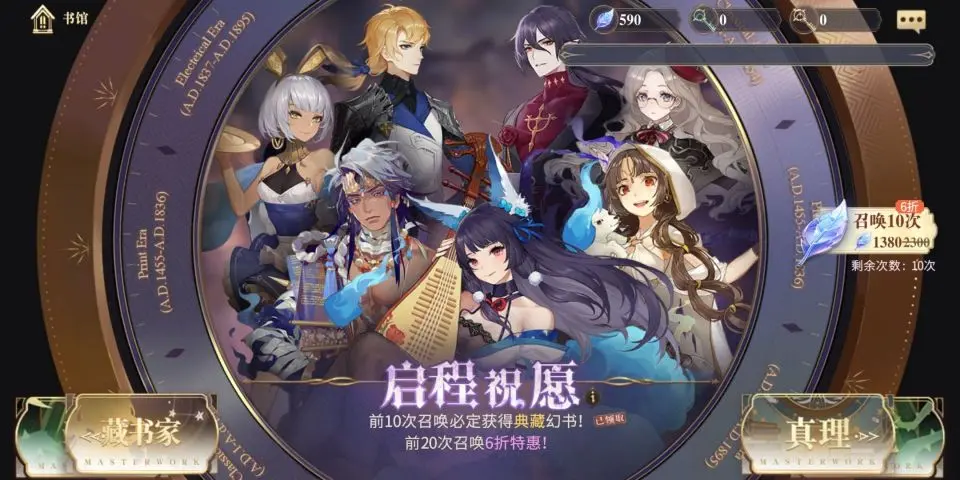 书馆
590
0
0
Electrical Era
(A.D.1837-A.D.1895)
Print Era
(A.D.1455-A.D.1836)
6折
召唤10次
13802300
剩余次数：10次
启程祝愿
i
前10次召唤必定获得典藏幻书！
已领取
前20次召唤6折特惠！
藏书家
MASTERWORK
真理
MASTERWORK